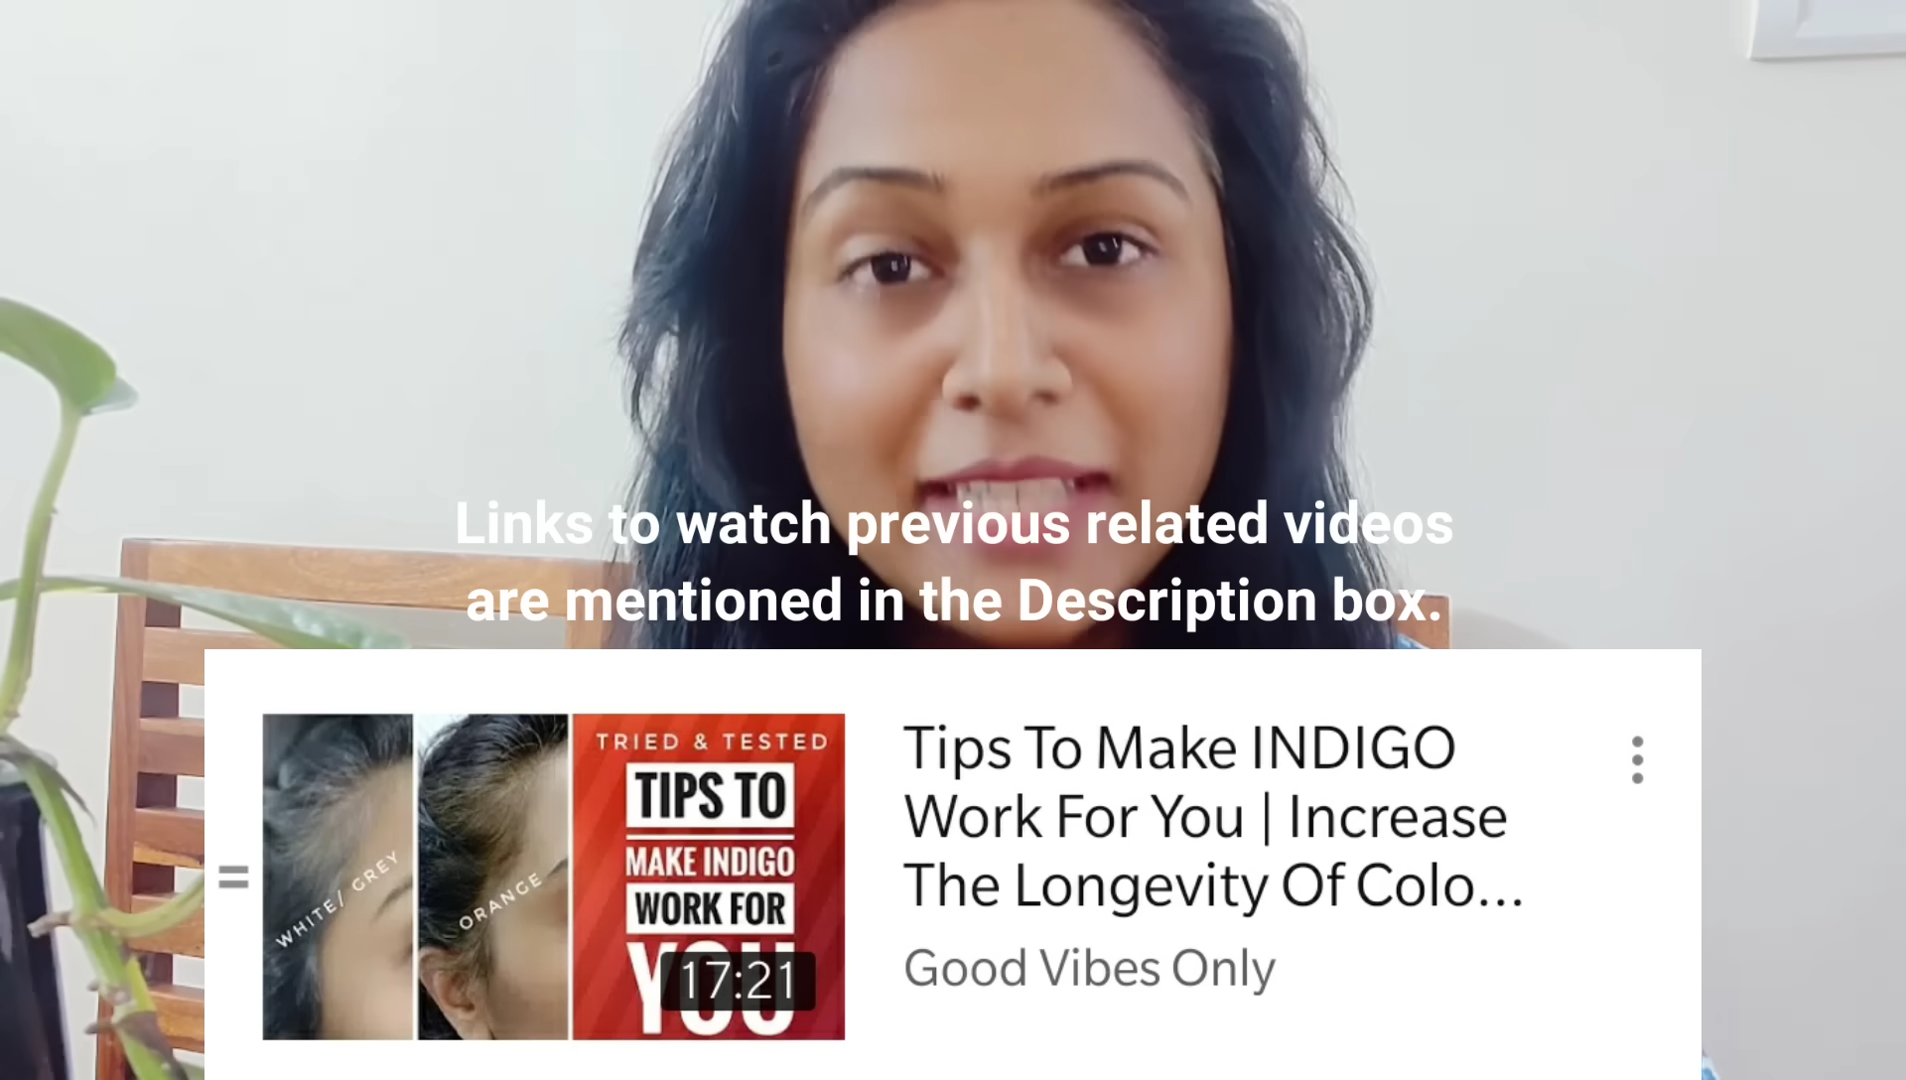 Links to watch previous related videos
are mentioned in the Description box.
TRIED & TESTED
TIPS TO
MAKE INDIGO
WORK FOR
YOU
17:21
WHITE/ GREY
ORANGE
Tips To Make INDIGO
Work For You | Increase
The Longevity Of Colo...
Good Vibes Only